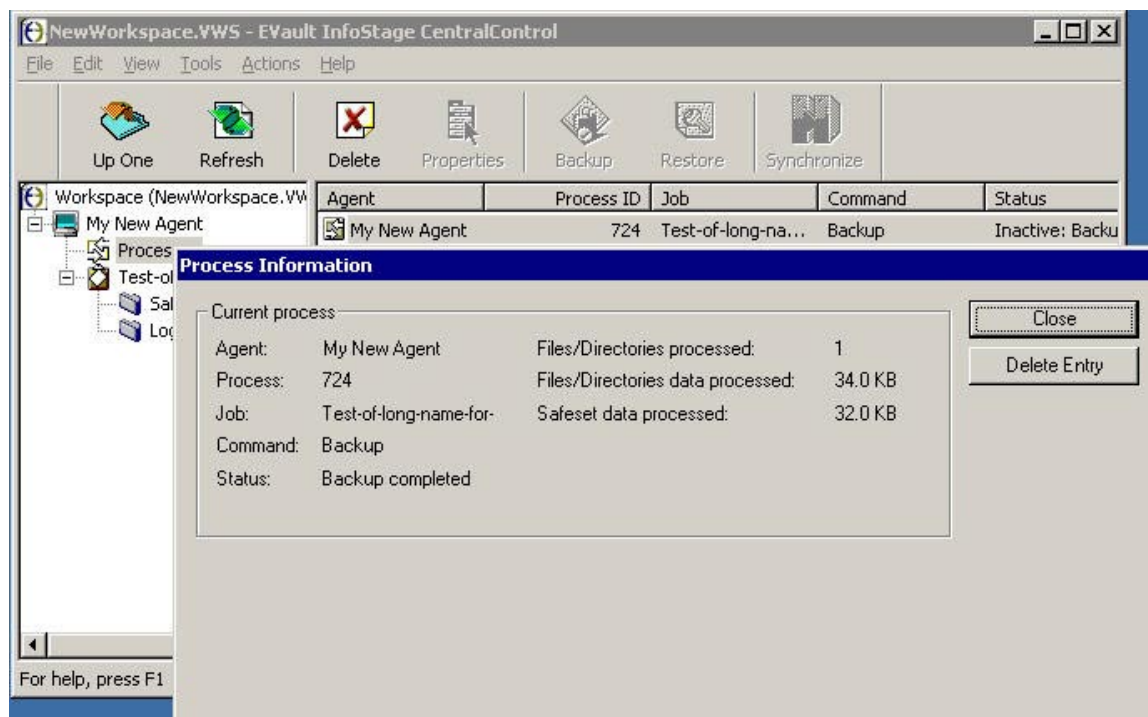 NewWorkspace.VWS - EVault InfoStage CentralControl
File Edit View Tools Actions Help
Up One Refresh Delete Properties Backup Restore Synchronize
Workspace (NewWorkspace.VW
Agent Process ID Job Command Status
My New Agent
My New Agent 724 Test-of-long-na... Backup Inactive: Backu
Proces
Test-of
Sal
Log
Process Information
Current process
Agent: My New Agent Files/Directories processed: 1
Process: 724 Files/Directories data processed: 34.0 KB
Job: Test-of-long-name-for- Safeset data processed: 32.0 KB
Command: Backup
Status: Backup completed
Close
Delete Entry
For help, press F1